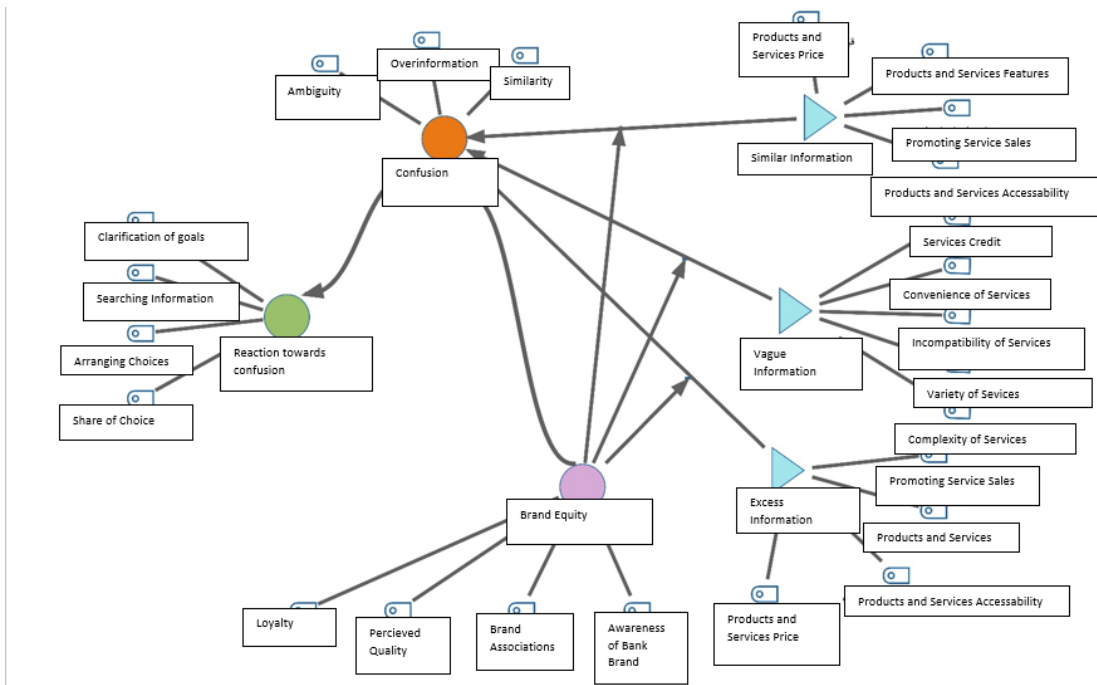 Products and
Services Price
Overinformation
Products and Services Features
Similarity
Ambiguity
Promoting Service Sales
Similar Information
Confusion
Products and Services Accessability
Clarification of goals
Services Credit
Searching Information
Convenience of Services
Incompatibility of Services
Arranging Choices
Reaction towards
confusion
Vague
Information
Variety of Sevices
Share of Choice
Complexity of Services
Promoting Service Sales
Excess
Information
Brand Equity
Products and Services
Products and Services Accessability
Loyalty
Percieved
Quality
Brand
Associations
Awareness
of Bank
Brand
Products and
Services Price